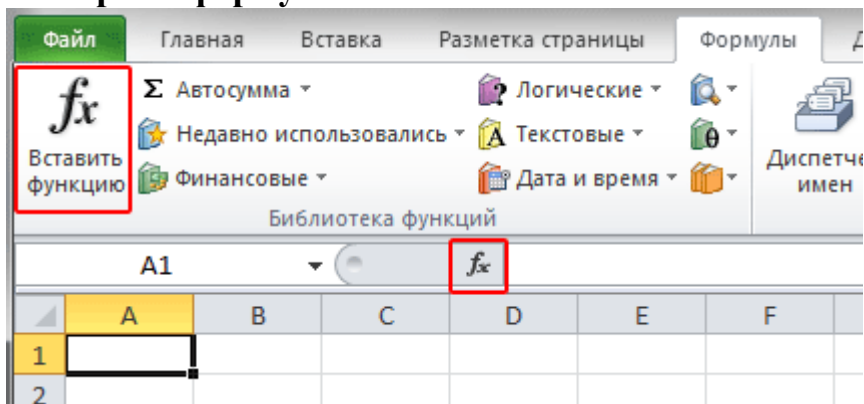 Файл Главная Вставка Разметка страницы Формулы
fx Σ Автосумма Логические
Недавно использовались A Текстовые θ
Вставить функцию Финансовые Дата и время Диспетче имен
Библиотека функций
A1 fx
A B C D E F
1
2